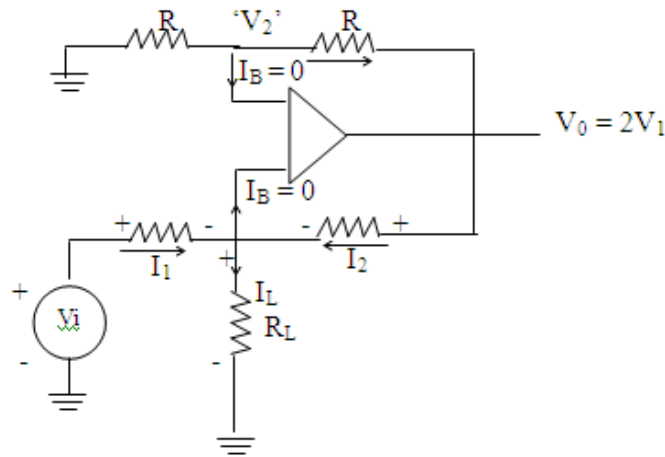 R ‘V₂’ R
I_B = 0
V₀ = 2V₁
I_B = 0
+ - - +
I₁ + I₂
+ I_L
Vi R_L
- -